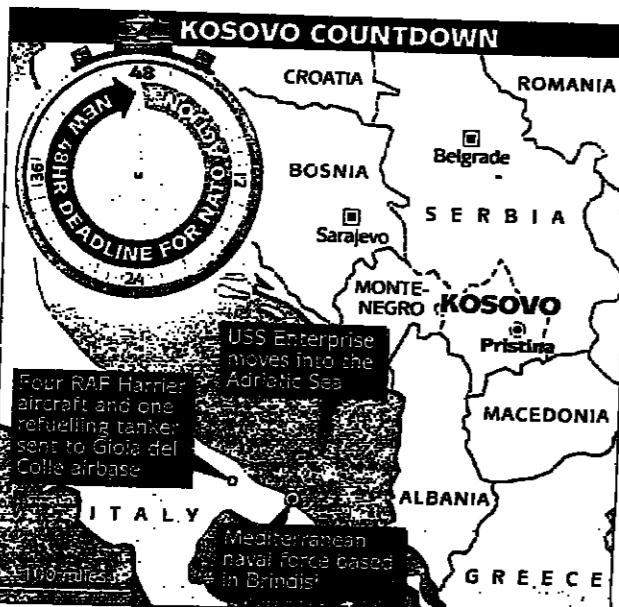 KOSOVO COUNTDOWN
48
12
24
36
NEW 48HR DEADLINE FOR NATO ACTION
CROATIA
ROMANIA
BOSNIA
Belgrade
SERBIA
Sarajevo
MONTE-
NEGRO
KOSOVO
Pristina
USS Enterprise
moves into the
Adriatic Sea
MACEDONIA
Four RAF Harrier
aircraft and one
refuelling tanker
sent to Gioia del
Colle airbase
ITALY
ALBANIA
Mediterranean
naval force based
in Brindisi
GREECE
100 miles